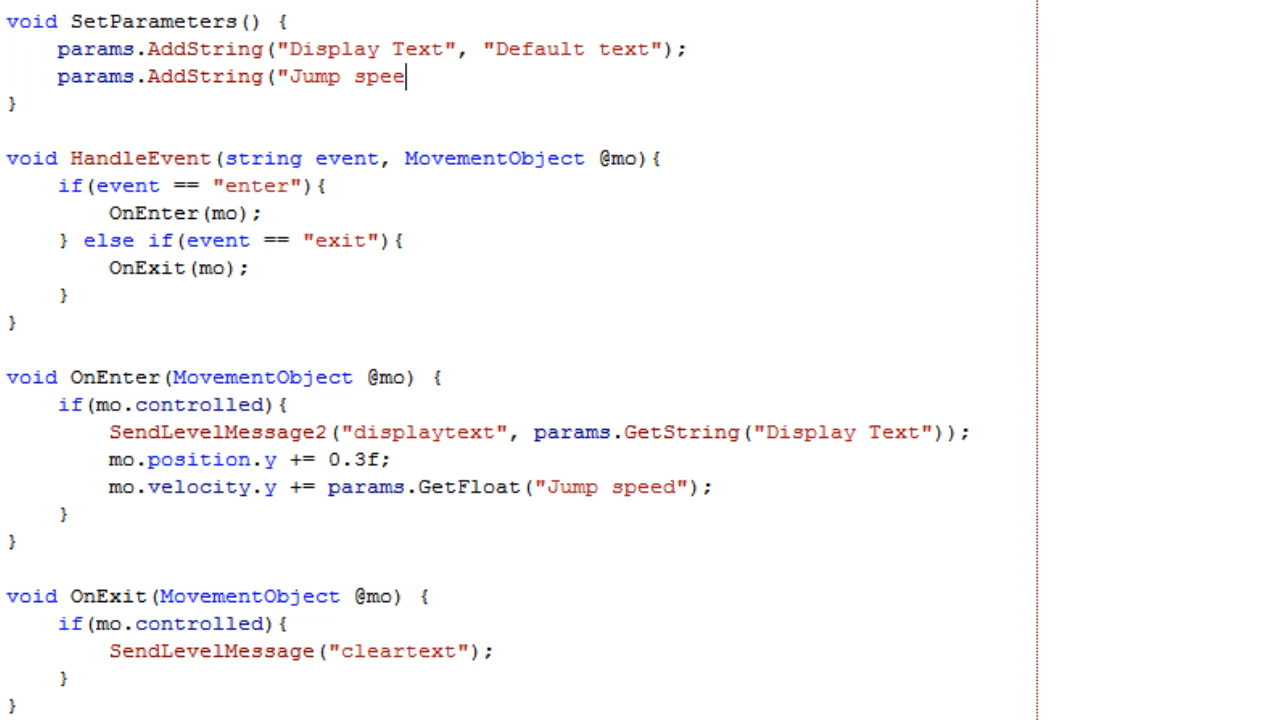 void SetParameters() {
    params.AddString("Display Text", "Default text");
    params.AddString("Jump spee
}

void HandleEvent(string event, MovementObject @mo){
    if(event == "enter"){
        OnEnter(mo);
    } else if(event == "exit"){
        OnExit(mo);
    }
}

void OnEnter(MovementObject @mo) {
    if(mo.controlled){
        SendLevelMessage2("displaytext", params.GetString("Display Text"));
        mo.position.y += 0.3f;
        mo.velocity.y += params.GetFloat("Jump speed");
    }
}

void OnExit(MovementObject @mo) {
    if(mo.controlled){
        SendLevelMessage("cleartext");
    }
}